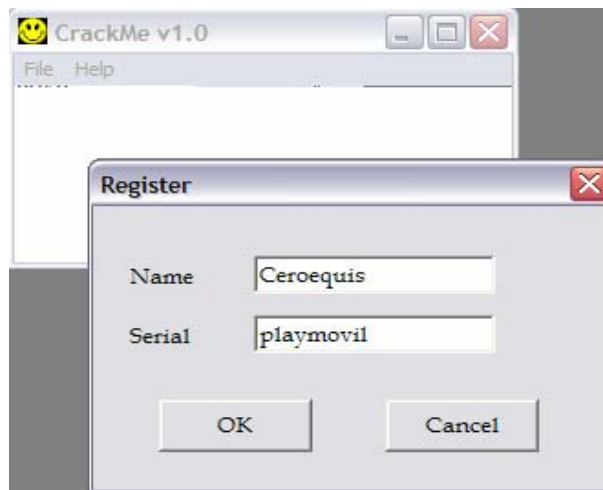 CrackMe v1.0
File Help
Register
Name Ceroequis
Serial playmovil
OK Cancel